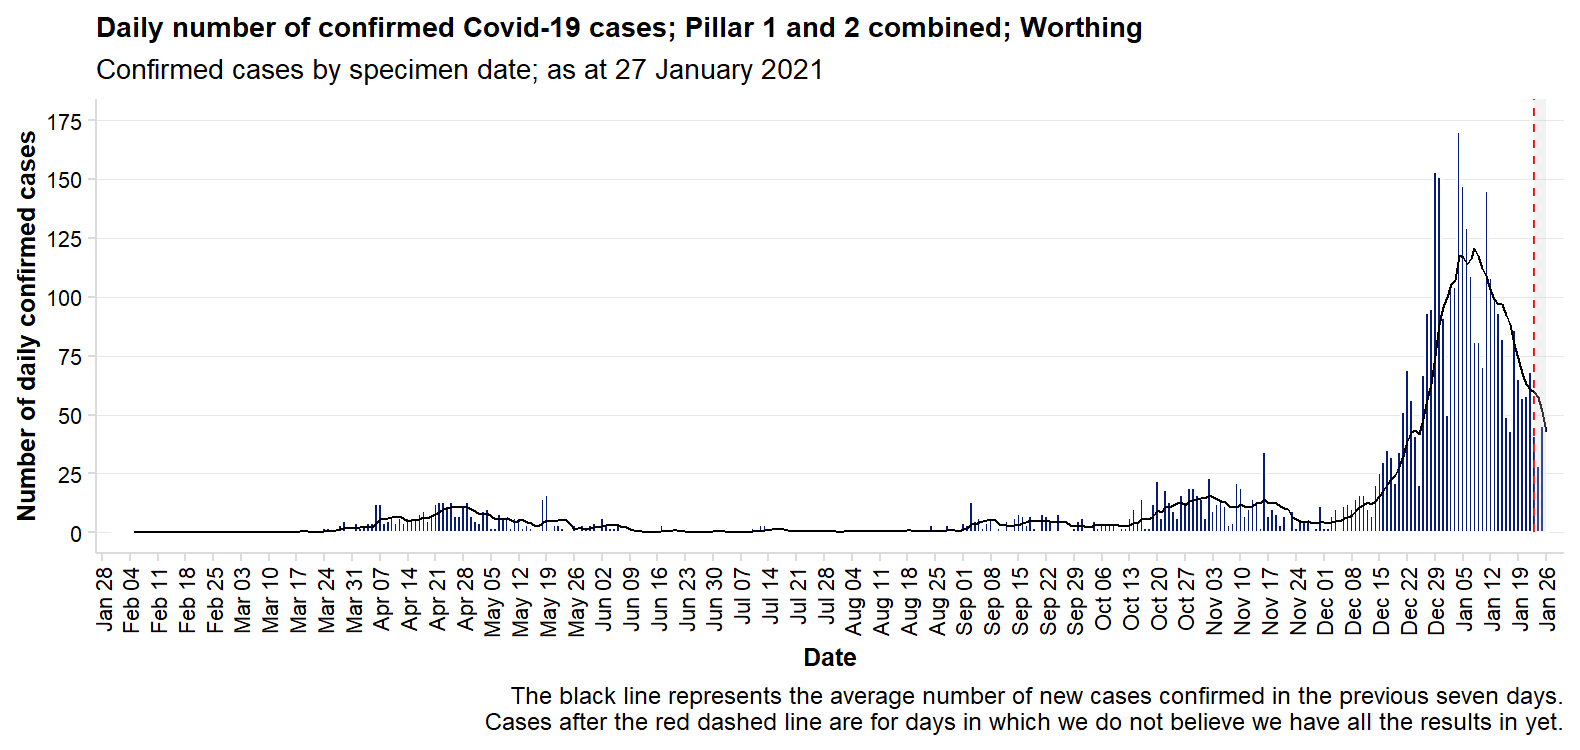 Daily number of confirmed Covid-19 cases; Pillar 1 and 2 combined; Worthing
Confirmed cases by specimen date; as at 27 January 2021
Number of daily confirmed cases
175
150
125
100
75
50
25
0
Jan 28
Feb 04
Feb 11
Feb 18
Feb 25
Mar 03
Mar 10
Mar 17
Mar 24
Mar 31
Apr 07
Apr 14
Apr 21
Apr 28
May 05
May 12
May 19
May 26
Jun 02
Jun 09
Jun 16
Jun 23
Jun 30
Jul 07
Jul 14
Jul 21
Jul 28
Aug 04
Aug 11
Aug 18
Aug 25
Sep 01
Sep 08
Sep 15
Sep 22
Sep 29
Oct 06
Oct 13
Oct 20
Oct 27
Nov 03
Nov 10
Nov 17
Nov 24
Dec 01
Dec 08
Dec 15
Dec 22
Dec 29
Jan 05
Jan 12
Jan 19
Jan 26
Date
The black line represents the average number of new cases confirmed in the previous seven days.
Cases after the red dashed line are for days in which we do not believe we have all the results in yet.